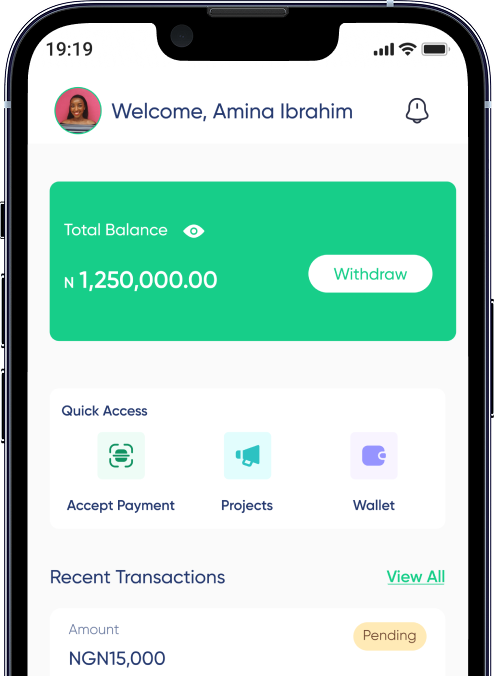 19:19
Welcome, Amina Ibrahim
Total Balance
N 1,250,000.00
Withdraw
Quick Access
Accept Payment Projects Wallet
Recent Transactions View All
Amount
Pending
NGN15,000